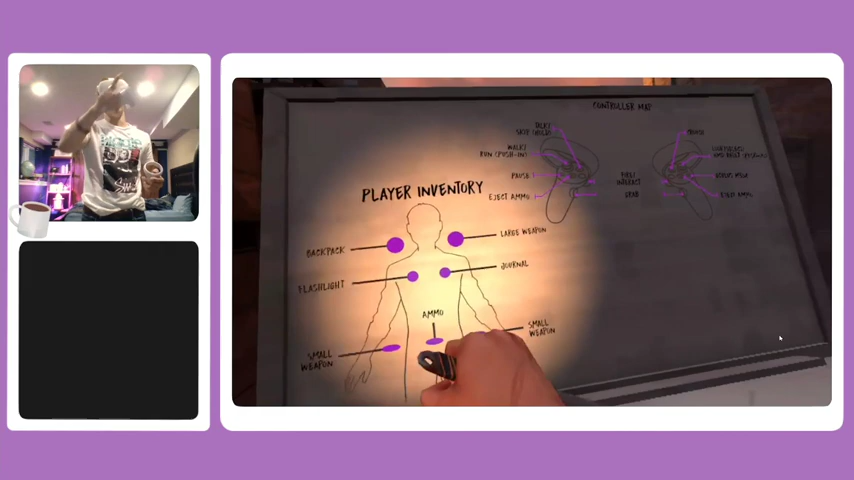 CONTROLLER MAP
TALK/
SKIP (HOLD)
WALK/
RUN (PUSH-IN)
PAUSE
EJECT AMMO
FIRE/
INTERACT
GRAB
EJECT AMMO
PLAYER INVENTORY
BACKPACK
LARGE WEAPON
FLASHLIGHT
JOURNAL
AMMO
SMALL
WEAPON
SMALL
WEAPON